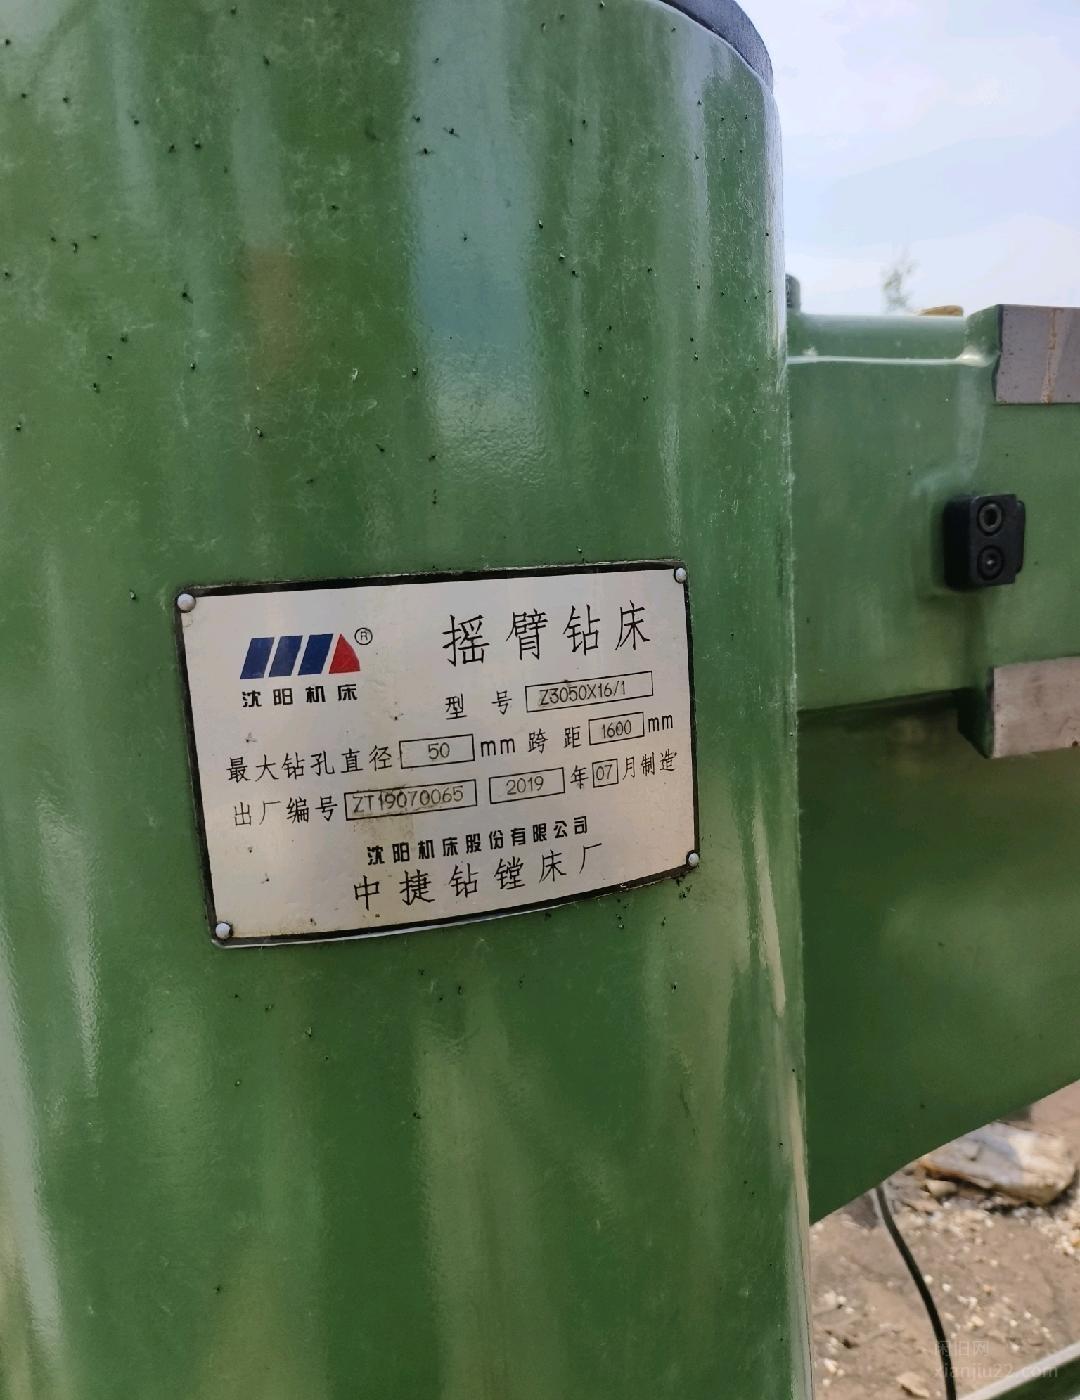 沈阳机床 ®
摇臂钻床
型号 Z3050X16/1
最大钻孔直径 50 mm 跨距 1600 mm
出厂编号 ZT19070065 2019 年 07 月制造
沈阳机床股份有限公司
中捷钻镗床厂